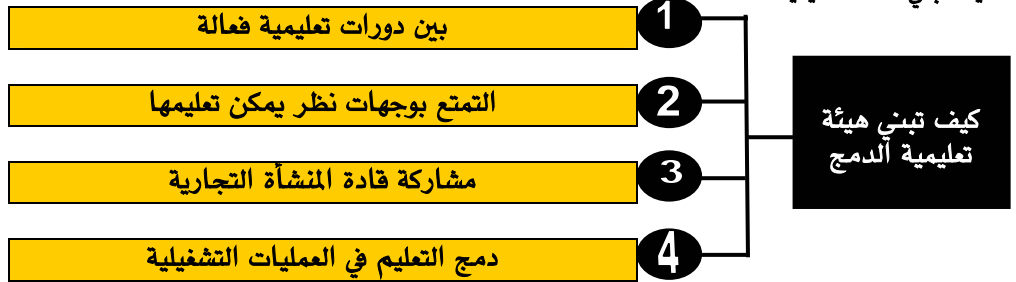 كيف تبني هيئة
تعليمية الدمج
1 بين دورات تعليمية فعالة
2 التمتع بوجهات نظر يمكن تعليمها
3 مشاركة قادة المنشأة التجارية
4 دمج التعليم في العمليات التشغيلية